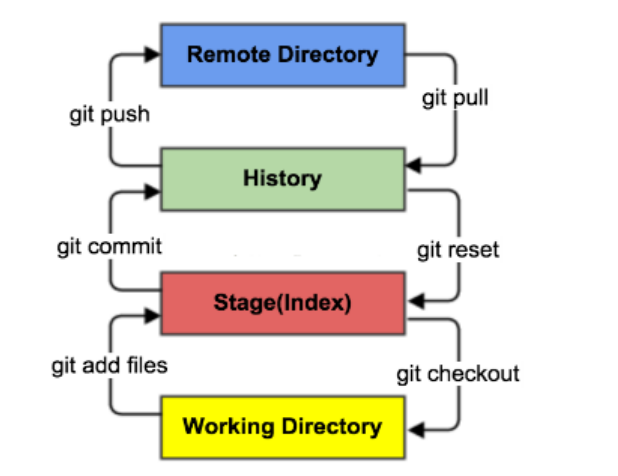 Remote Directory
git pull
git push
History
git commit
git reset
Stage(Index)
git add files
git checkout
Working Directory